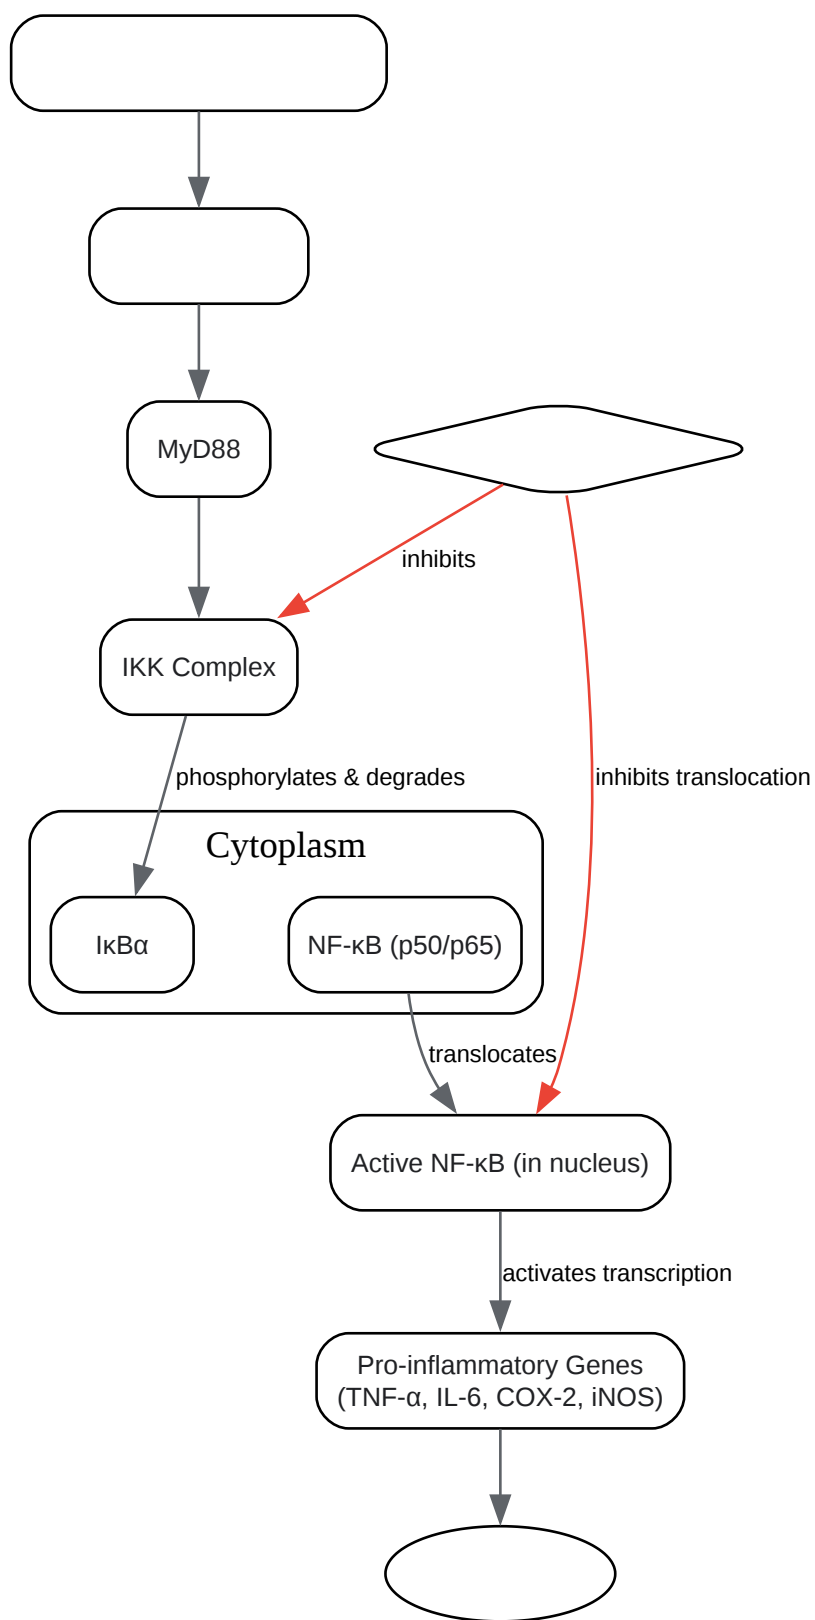 MyD88
inhibits
IKK Complex
phosphorylates & degrades
inhibits translocation
Cytoplasm
IκBα
NF-κB (p50/p65)
translocates
Active NF-κB (in nucleus)
activates transcription
Pro-inflammatory Genes
(TNF-α, IL-6, COX-2, iNOS)